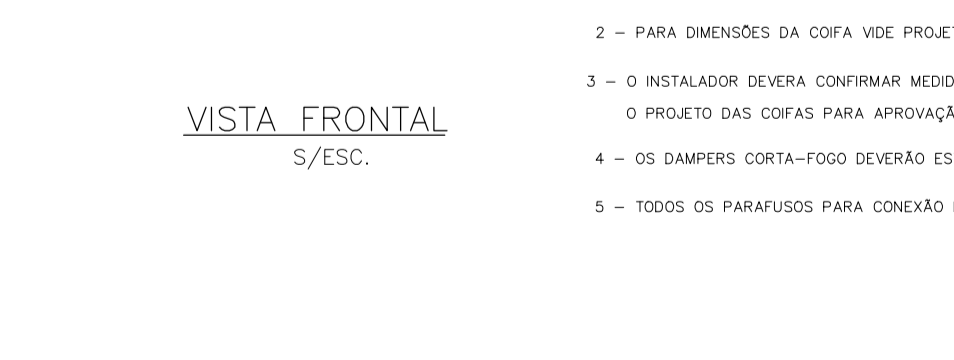 VISTA FRONTAL
S/ESC.
2 – PARA DIMENSÕES DA COIFA VIDE
3 – O INSTALADOR DEVERA CONFIRMAR
O PROJETO DAS COIFAS PARA
4 – OS DAMPERS CORTA–FOGO DEVERÃO
5 – TODOS OS PARAFUSOS PARA CONEXÃO